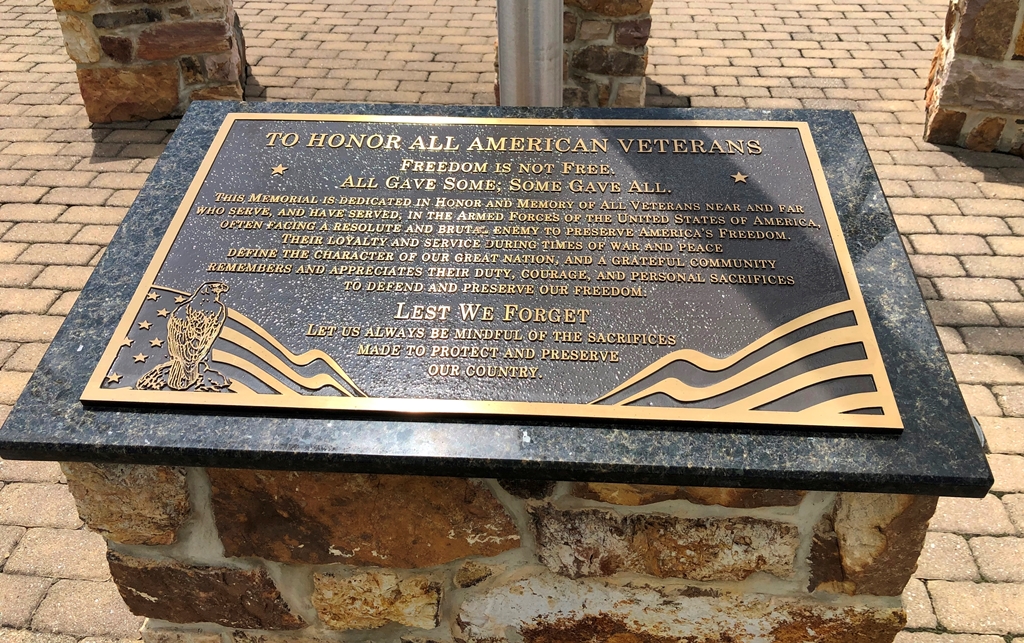 TO HONOR ALL AMERICAN VETERANS
FREEDOM IS NOT FREE.
ALL GAVE SOME; SOME GAVE ALL.
THIS MEMORIAL IS DEDICATED IN HONOR AND MEMORY OF ALL VETERANS NEAR AND FAR
WHO SERVE, AND HAVE SERVED, IN THE ARMED FORCES OF THE UNITED STATES OF AMERICA,
OFTEN FACING A RESOLUTE AND BRUTAL ENEMY TO PRESERVE AMERICA'S FREEDOM.
THEIR LOYALTY AND SERVICE DURING TIMES OF WAR AND PEACE
DEFINE THE CHARACTER OF OUR GREAT NATION, AND A GRATEFUL COMMUNITY
REMEMBERS AND APPRECIATES THEIR DUTY, COURAGE, AND PERSONAL SACRIFICES
TO DEFEND AND PRESERVE OUR FREEDOM.
LEST WE FORGET
LET US ALWAYS BE MINDFUL OF THE SACRIFICES
MADE TO PROTECT AND PRESERVE
OUR COUNTRY.